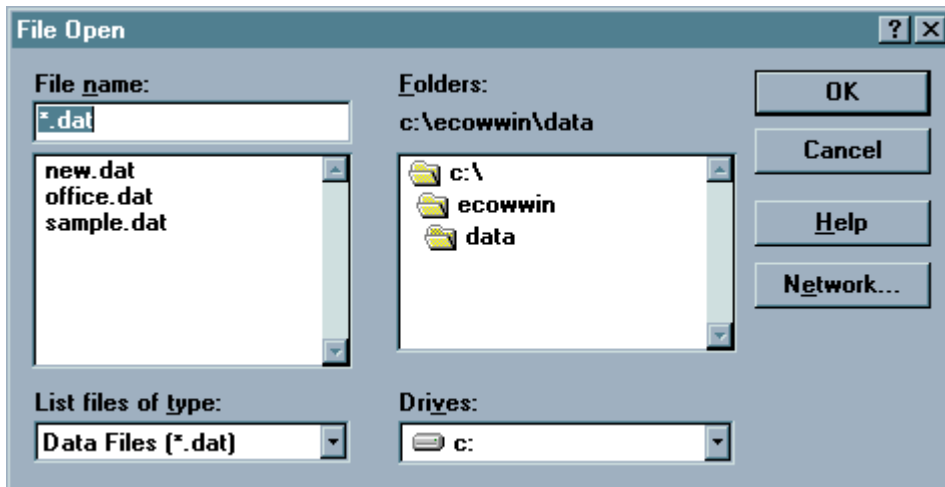 File Open
File name:
*.dat
new.dat
office.dat
sample.dat
List files of type:
Data Files (*.dat)
Folders:
c:\ecowwin\data
c:\
ecowwin
data
Drives:
c:
OK
Cancel
Help
Network...